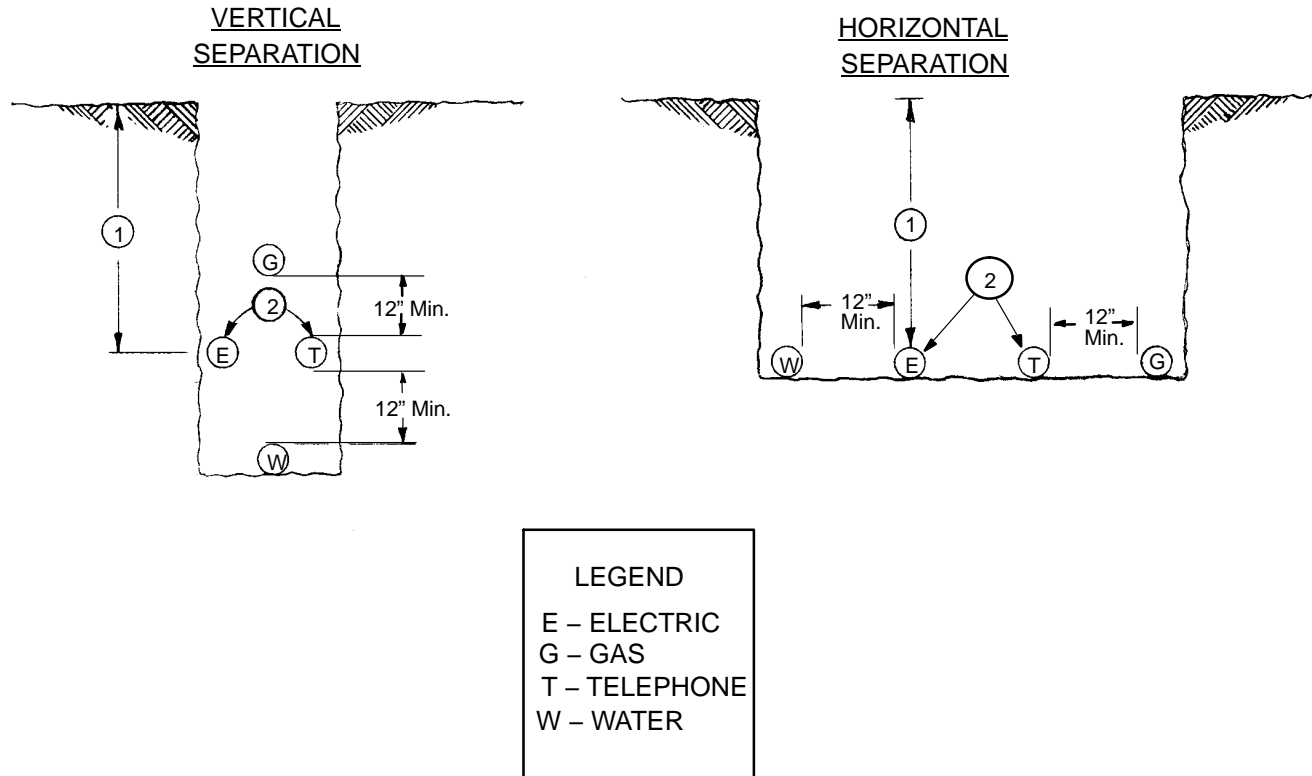 VERTICAL
SEPARATION
1
G
2
12” Min.
E
T
12” Min.
W
HORIZONTAL
SEPARATION
1
2
12”
Min.
12”
Min.
W
E
T
G
LEGEND
E – ELECTRIC
G – GAS
T – TELEPHONE
W – WATER